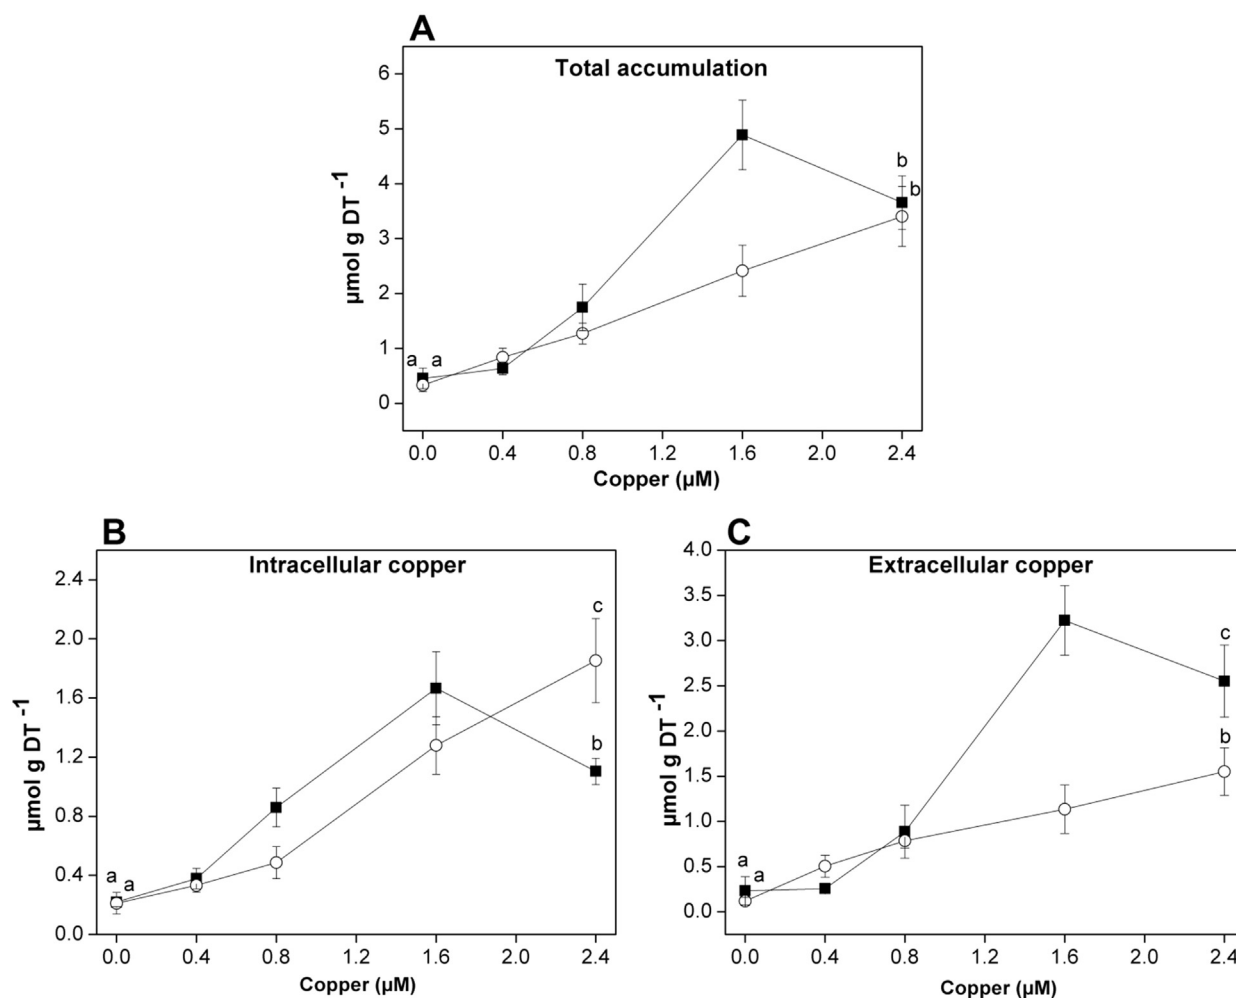 A
Total accumulation
6
5
4
3
2
1
0
µmol g DT -1
a a
b
b
0.0 0.4 0.8 1.2 1.6 2.0 2.4
Copper (µM)
B
Intracellular copper
2.4
2.0
1.6
1.2
0.8
0.4
0.0
µmol g DT -1
a a
c
b
0.0 0.4 0.8 1.2 1.6 2.0 2.4
Copper (µM)
C
Extracellular copper
4.0
3.5
3.0
2.5
2.0
1.5
1.0
0.5
0.0
µmol g DT -1
a a
c
b
0.0 0.4 0.8 1.2 1.6 2.0 2.4
Copper (µM)